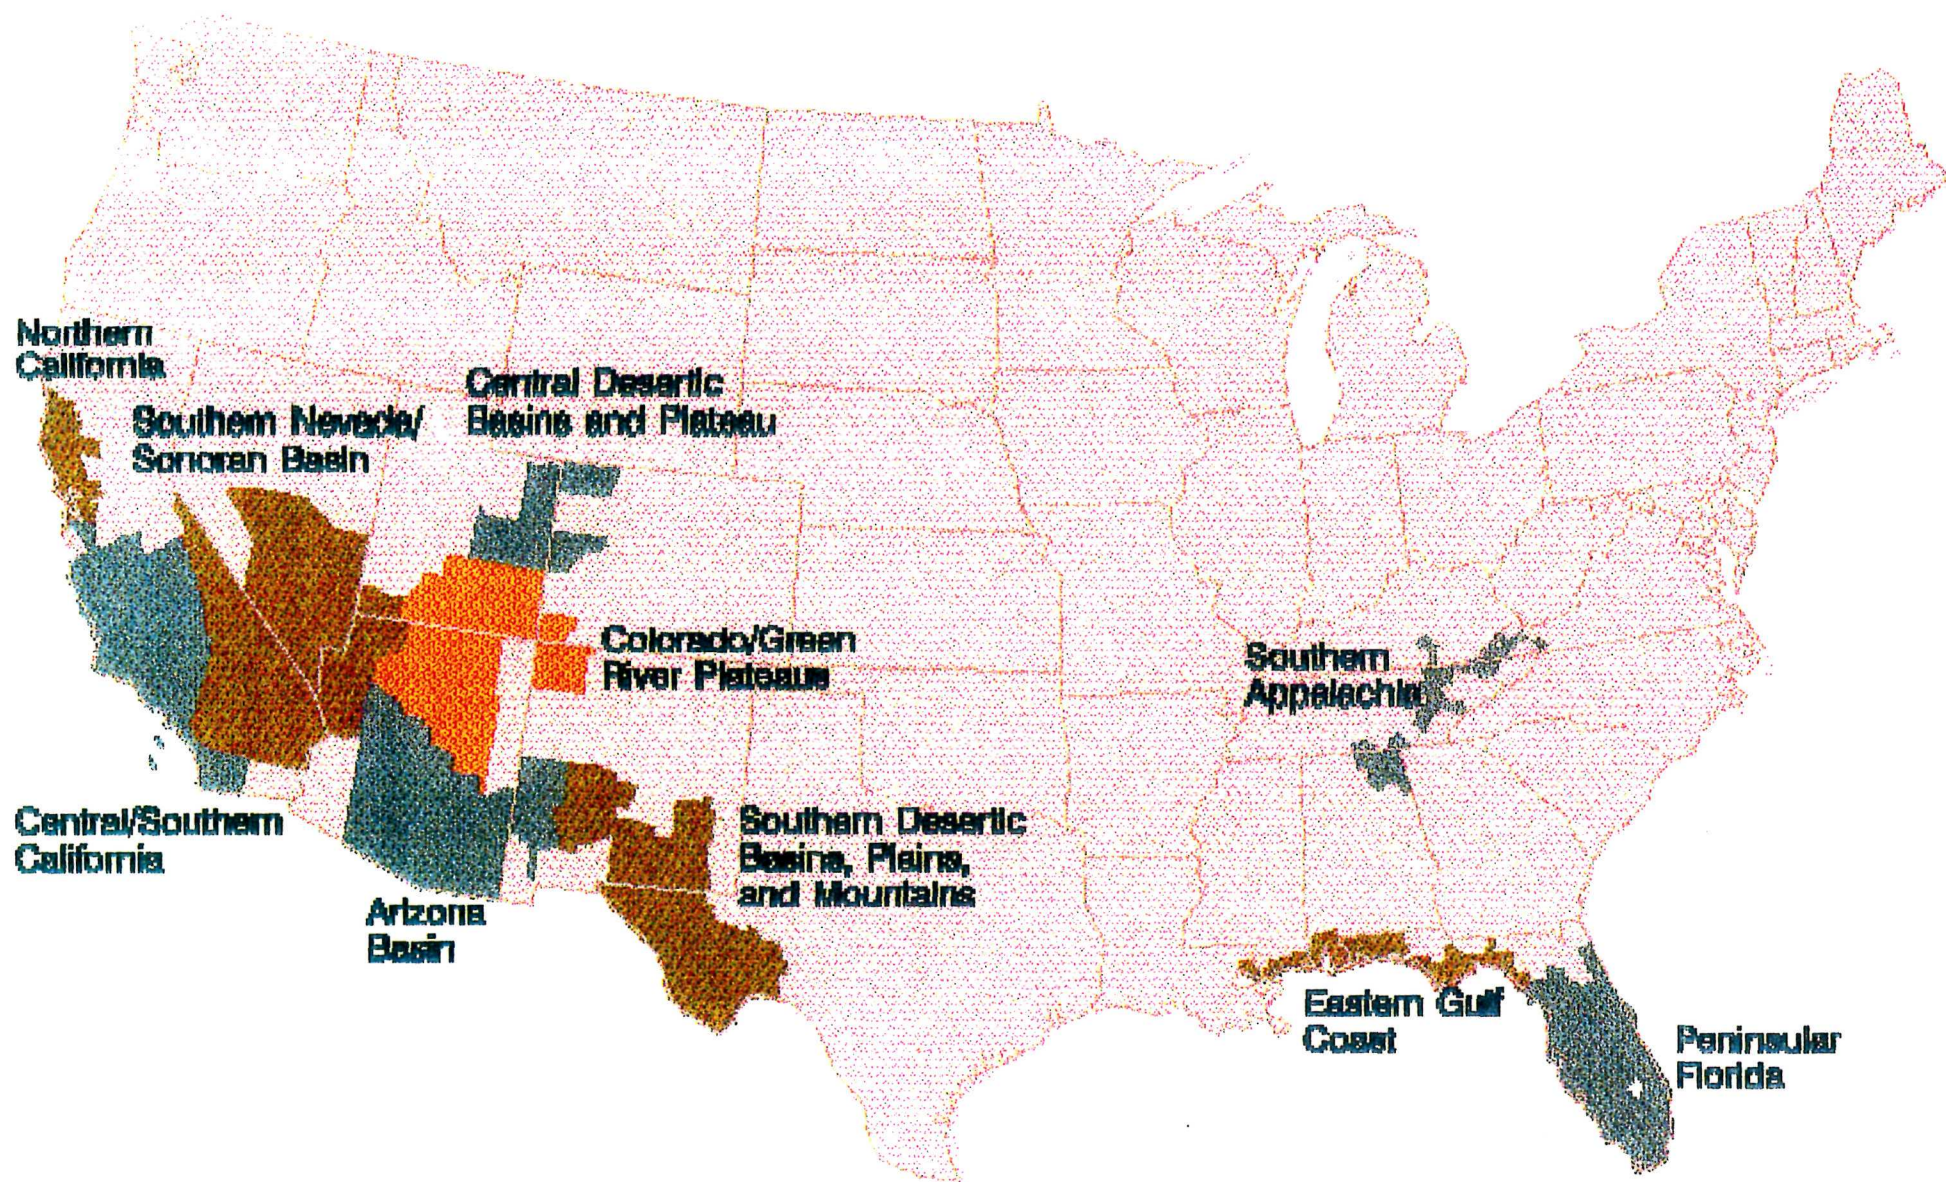 Northern
California
Southern Nevada/
Sonoran Basin
Central Desertic
Basins and Plateau
Colorado/Green
River Plateaus
Southern
Appalachia
Central/Southern
California
Arizona
Basin
Southern Desertic
Basins, Plains,
and Mountains
Eastern Gulf
Coast
Peninsular
Florida